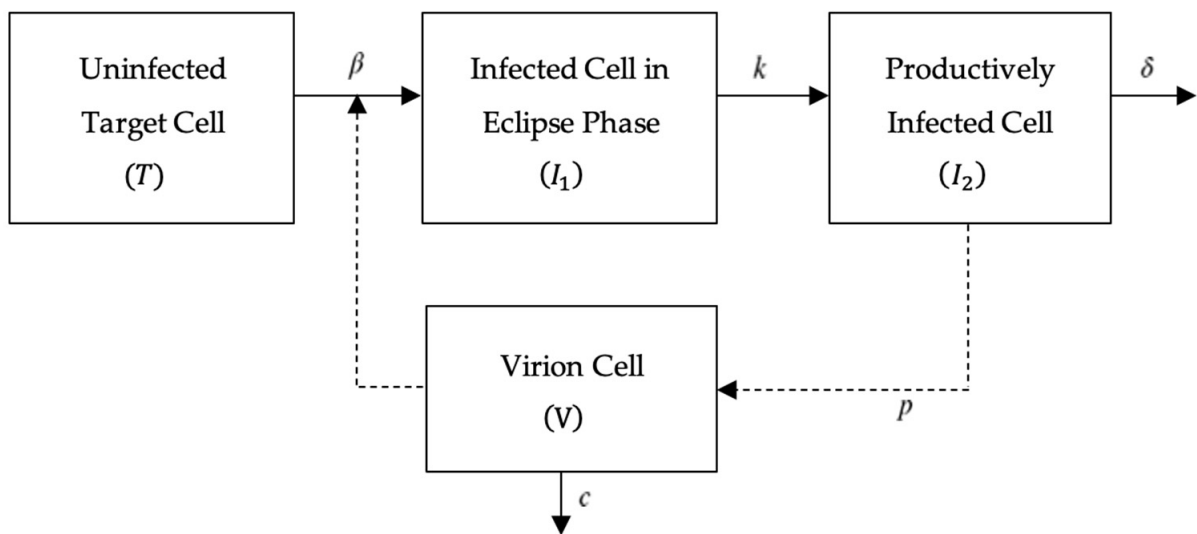 Uninfected
Target Cell
(T)
β
Infected Cell in
Eclipse Phase
(I₁)
k
Productively
Infected Cell
(I₂)
δ
Virion Cell
(V)
p
c